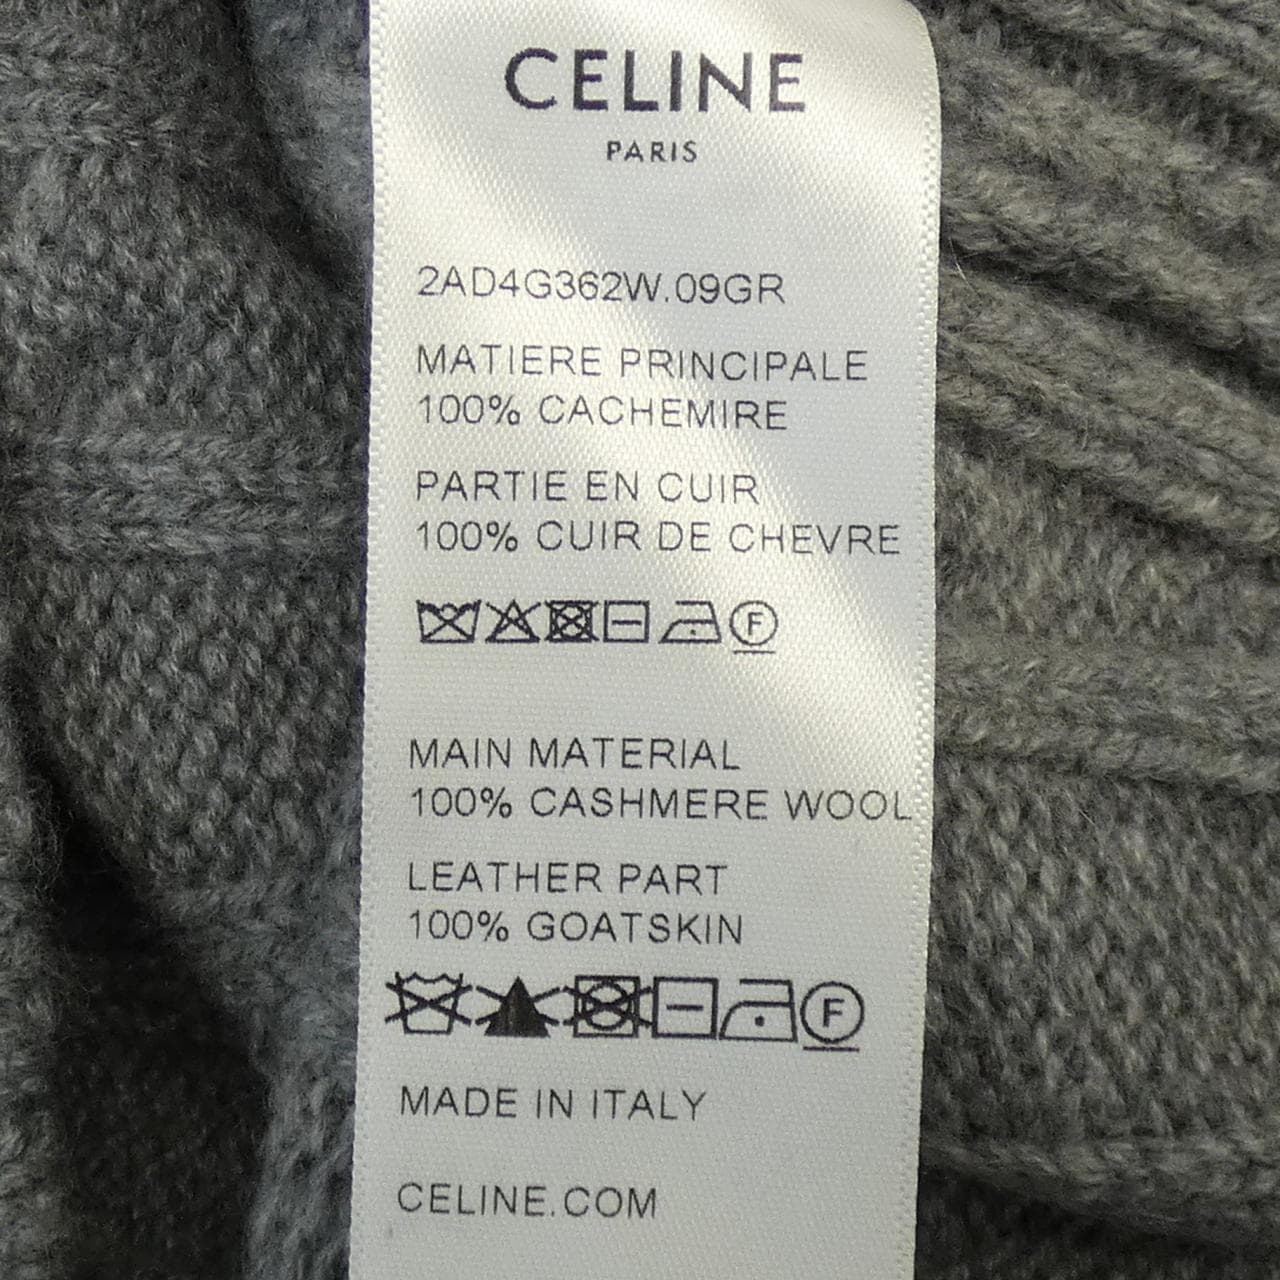 CELINE
PARIS
2AD4G362W.09GR
MATIERE PRINCIPALE
100% CACHEMIRE
PARTIE EN CUIR
100% CUIR DE CHEVRE
F
MAIN MATERIAL
100% CASHMERE WOOL
LEATHER PART
100% GOATSKIN
F
MADE IN ITALY
CELINE.COM